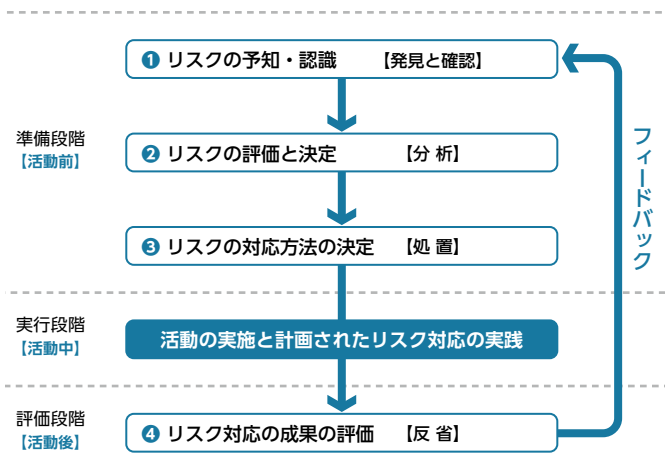 ❶ リスクの予知・認識 【発見と確認】
準備段階
【活動前】
❷ リスクの評価と決定 【分 析】
❸ リスクの対応方法の決定 【処 置】
フィードバック
実行段階
【活動中】
活動の実施と計画されたリスク対応の実践
評価段階
【活動後】
❹ リスク対応の成果の評価 【反 省】